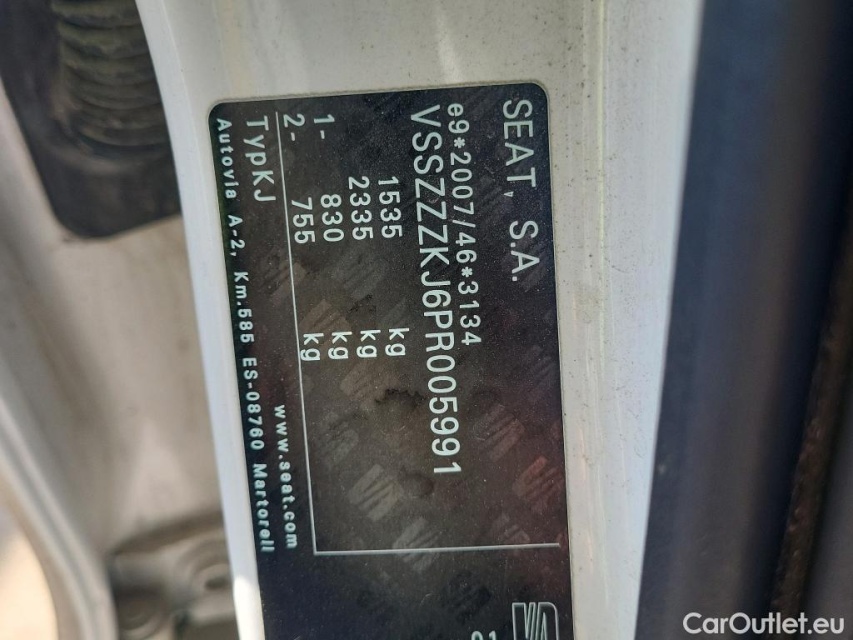 SEAT, S.A.
e9*2007/46*3134
VSSZZZKJ6PR005991
1535 kg
2335 kg
1- 830 kg
2- 755 kg
TypKJ
www.seat.com
Autovia A-2, Km.585 ES-08760 Martorell
CarOutlet.eu